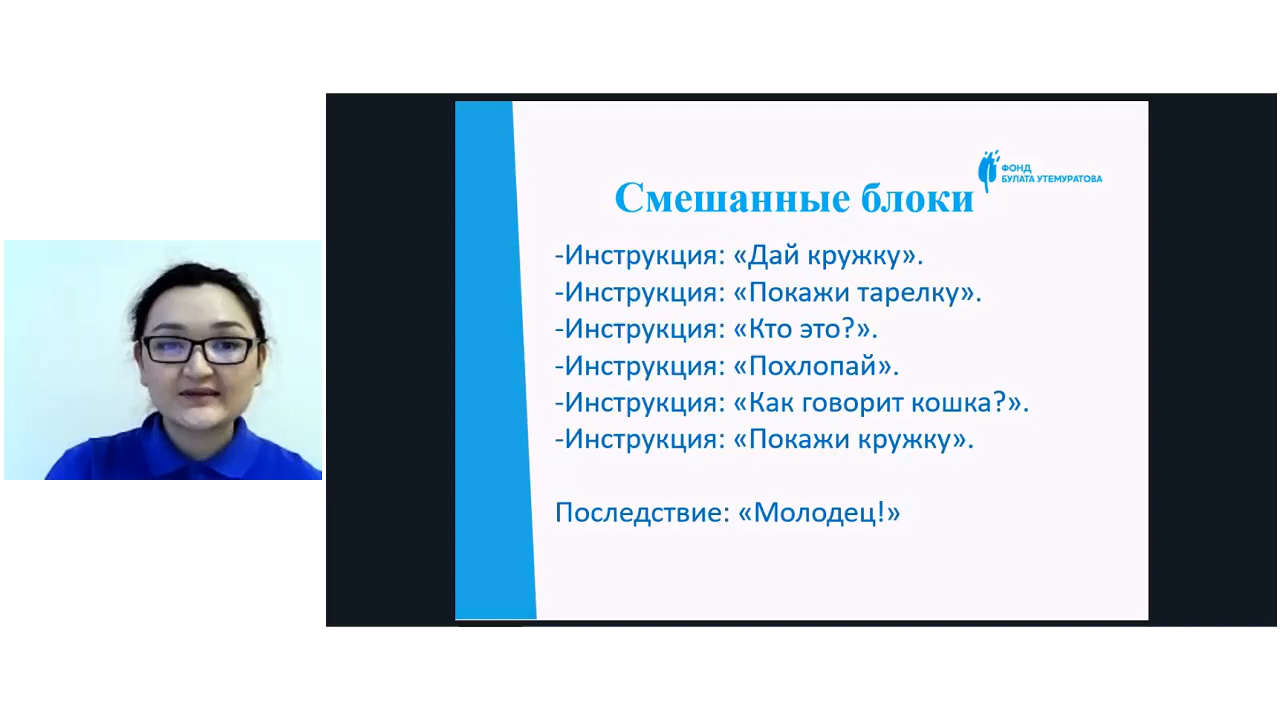 ФОНД
БУЛАТА УТЕМУРАТОВА
Смешанные блоки
-Инструкция: «Дай кружку».
-Инструкция: «Покажи тарелку».
-Инструкция: «Кто это?».
-Инструкция: «Похлопай».
-Инструкция: «Как говорит кошка?».
-Инструкция: «Покажи кружку».
Последствие: «Молодец!»